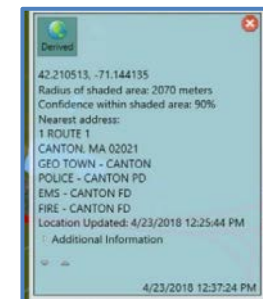 Derived
42.210513, -71.144135
Radius of shaded area: 2070 meters
Confidence within shaded area: 90%
Nearest address:
1 ROUTE 1
CANTON, MA 02021
GEO TOWN - CANTON
POLICE - CANTON PD
EMS - CANTON FD
FIRE - CANTON FD
Location Updated: 4/23/2018 12:25:44 PM
Additional Information
4/23/2018 12:37:24 PM